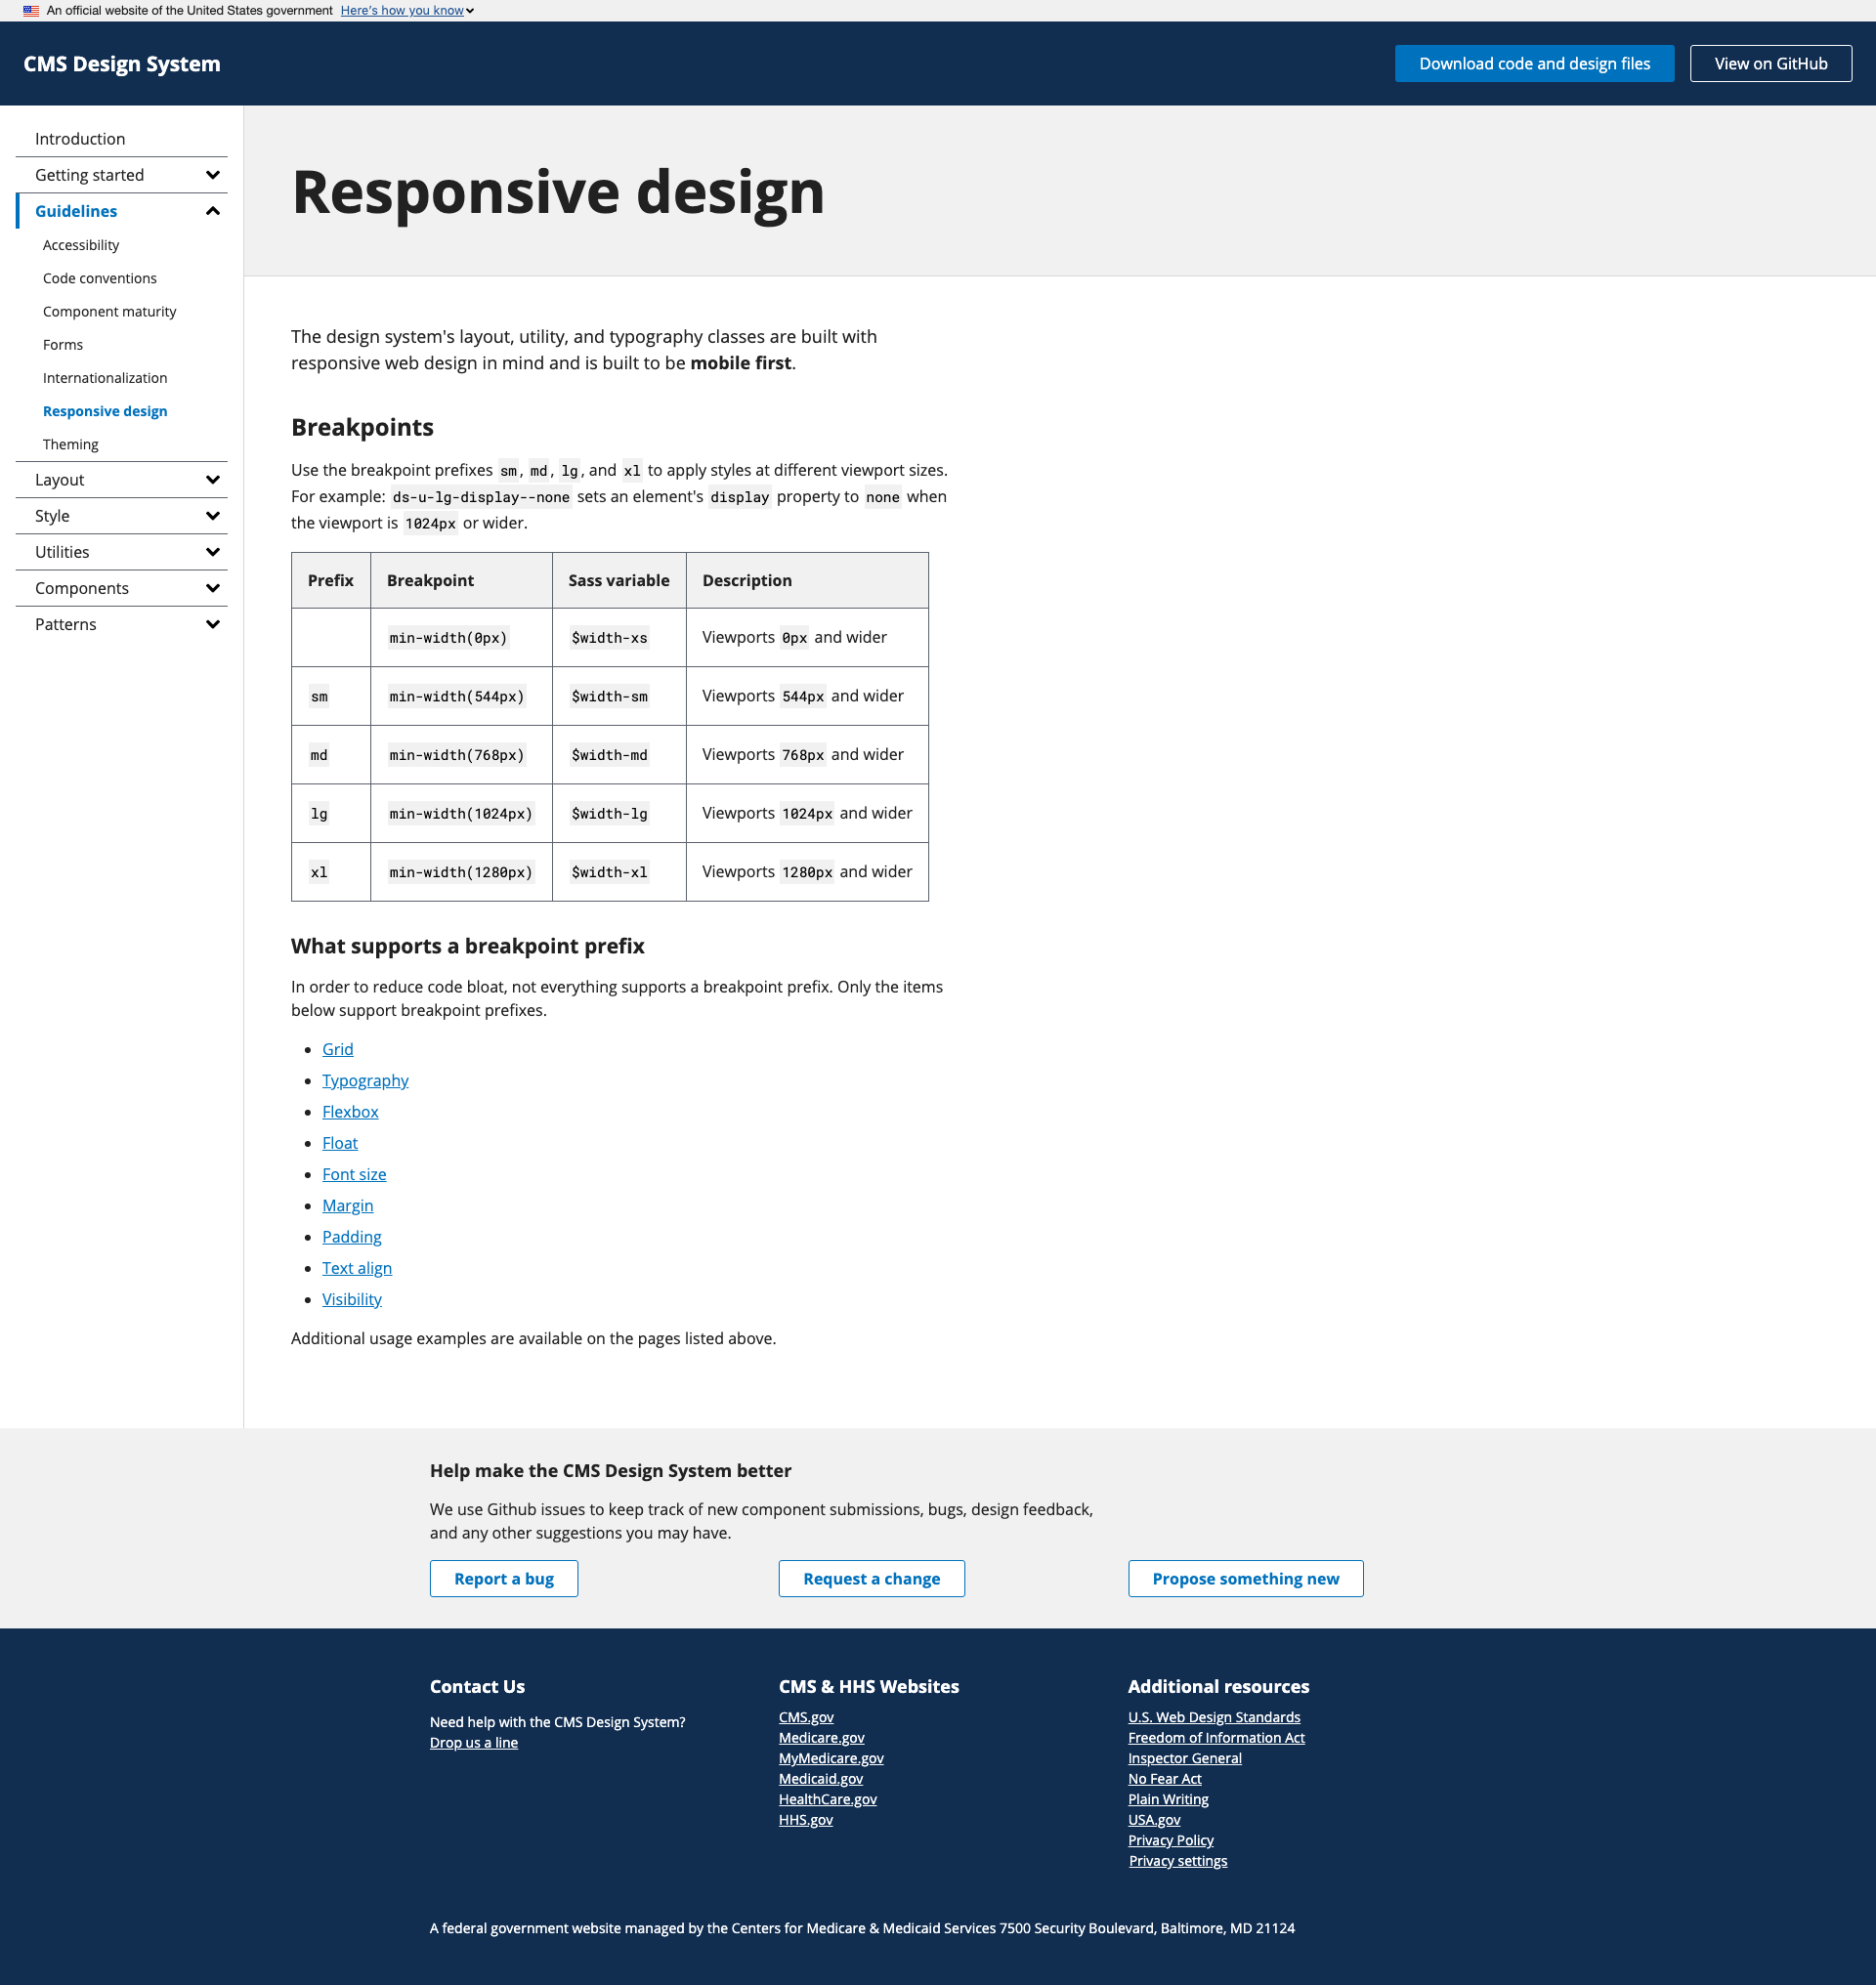 An official website of the United States government Here's how you know
CMS Design System
Download code and design files
View on GitHub
Introduction
Getting started
Guidelines
Accessibility
Code conventions
Component maturity
Forms
Internationalization
Responsive design
Theming
Layout
Style
Utilities
Components
Patterns
Responsive design
The design system's layout, utility, and typography classes are built with
responsive web design in mind and is built to be mobile first.
Breakpoints
Use the breakpoint prefixes sm, md, lg, and xl to apply styles at different viewport sizes.
For example: ds-u-lg-display--none sets an element's display property to none when
the viewport is 1024px or wider.
Prefix Breakpoint Sass variable Description
min-width(0px) $width-xs Viewports 0px and wider
sm min-width(544px) $width-sm Viewports 544px and wider
md min-width(768px) $width-md Viewports 768px and wider
lg min-width(1024px) $width-lg Viewports 1024px and wider
xl min-width(1280px) $width-xl Viewports 1280px and wider
What supports a breakpoint prefix
In order to reduce code bloat, not everything supports a breakpoint prefix. Only the items
below support breakpoint prefixes.
Grid
Typography
Flexbox
Float
Font size
Margin
Padding
Text align
Visibility
Additional usage examples are available on the pages listed above.
Help make the CMS Design System better
We use Github issues to keep track of new component submissions, bugs, design feedback,
and any other suggestions you may have.
Report a bug
Request a change
Propose something new
Contact Us
Need help with the CMS Design System?
Drop us a line
CMS & HHS Websites
CMS.gov
Medicare.gov
MyMedicare.gov
Medicaid.gov
HealthCare.gov
HHS.gov
Additional resources
U.S. Web Design Standards
Freedom of Information Act
Inspector General
No Fear Act
Plain Writing
USA.gov
Privacy Policy
Privacy settings
A federal government website managed by the Centers for Medicare & Medicaid Services 7500 Security Boulevard, Baltimore, MD 21124